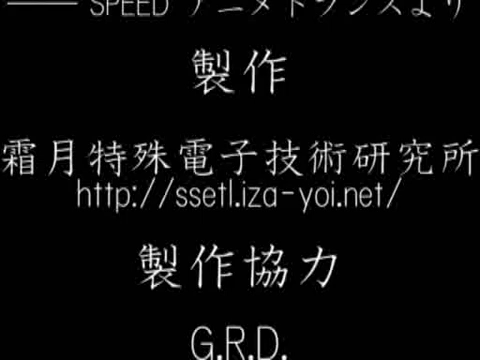 —— SPEED アニメトランスより
製作
霜月特殊電子技術研究所
http://ssetl.iza-yoi.net/
製作協力
G.R.D.